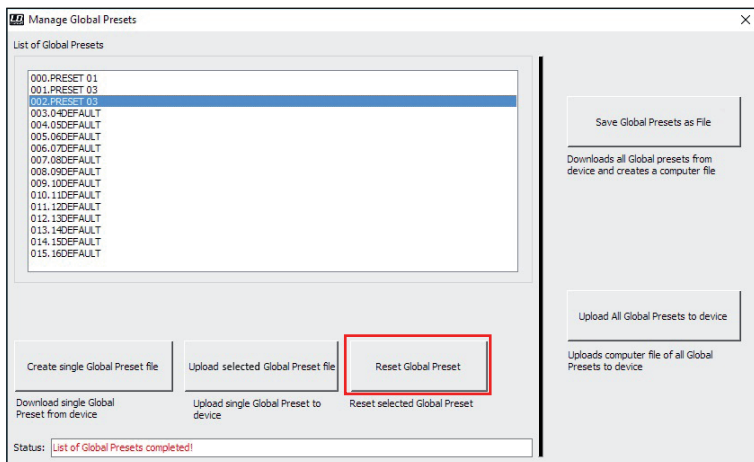 LD Manage Global Presets
List of Global Presets
000.PRESET 01
001.PRESET 03
002.PRESET 03
003.04DEFAULT
004.05DEFAULT
005.06DEFAULT
006.07DEFAULT
007.08DEFAULT
008.09DEFAULT
009.10DEFAULT
010.11DEFAULT
011.12DEFAULT
012.13DEFAULT
013.14DEFAULT
014.15DEFAULT
015.16DEFAULT
Save Global Presets as File
Downloads all Global presets from
device and creates a computer file
Upload All Global Presets to device
Uploads computer file of all Global
Presets to device
Create single Global Preset file
Download single Global
Preset from device
Upload selected Global Preset file
Upload single Global Preset to
device
Reset Global Preset
Reset selected Global Preset
Status: List of Global Presets completed!